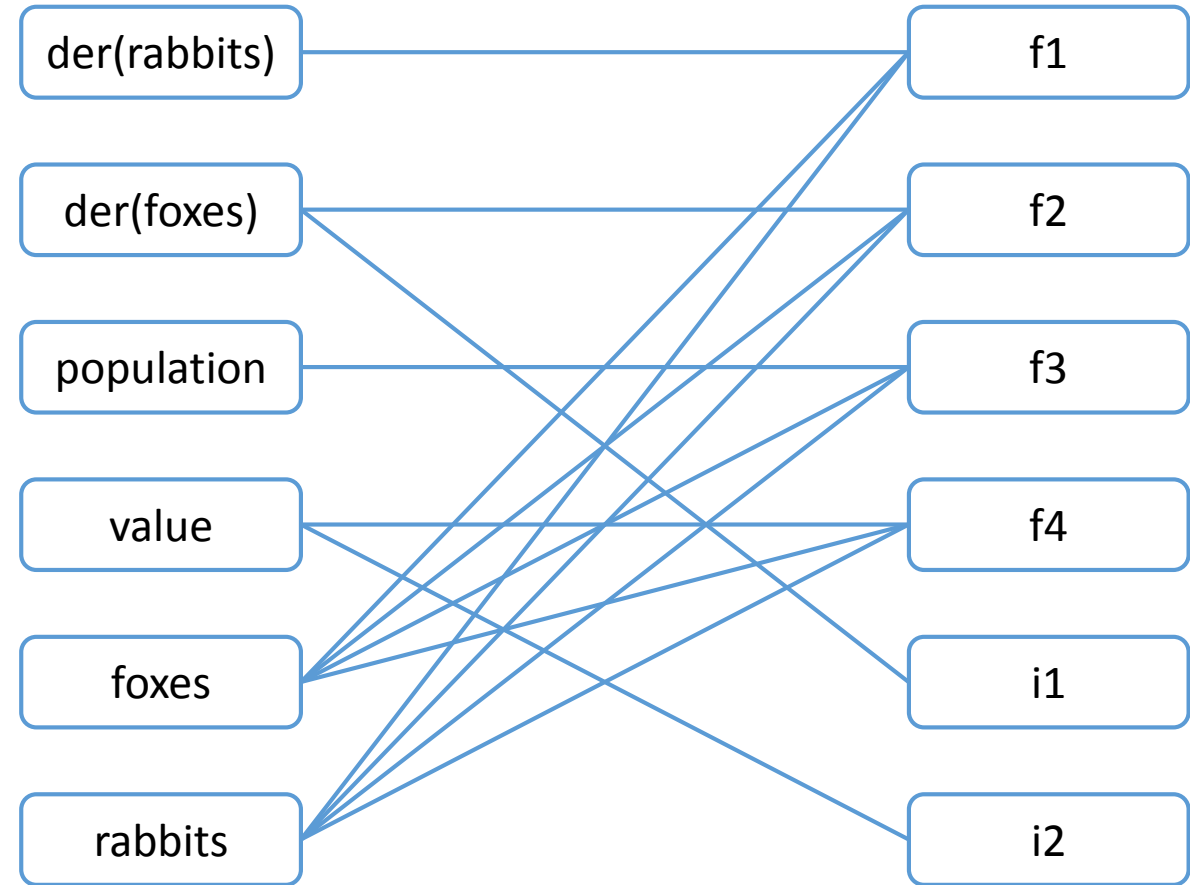 der(rabbits)
f1
der(foxes)
f2
population
f3
value
f4
foxes
i1
rabbits
i2